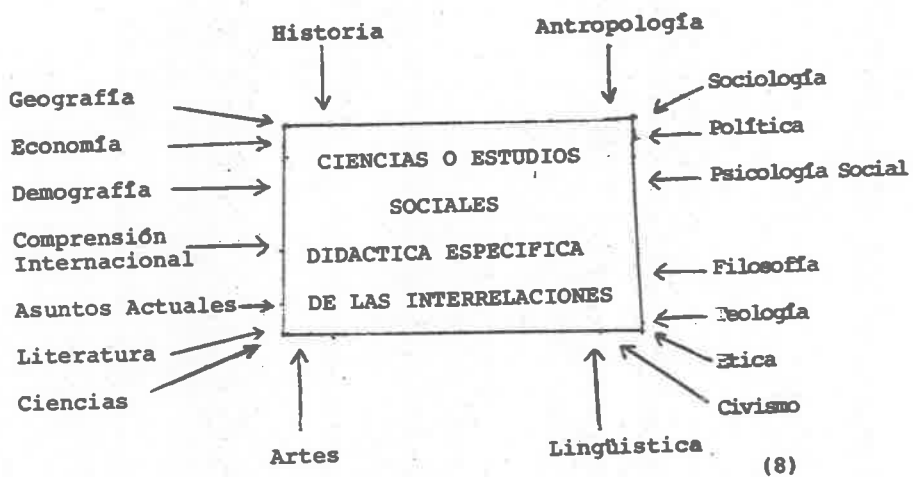 Historia
Antropología
Geografía
Economía
Demografía
Comprensión
Internacional
Asuntos Actuales
Literatura
Ciencias
CIENCIAS O ESTUDIOS
SOCIALES
DIDACTICA ESPECIFICA
DE LAS INTERRELACIONES
Sociología
Política
Psicología Social
Filosofía
Teología
Etica
Civismo
Artes
Lingüistica
(8)